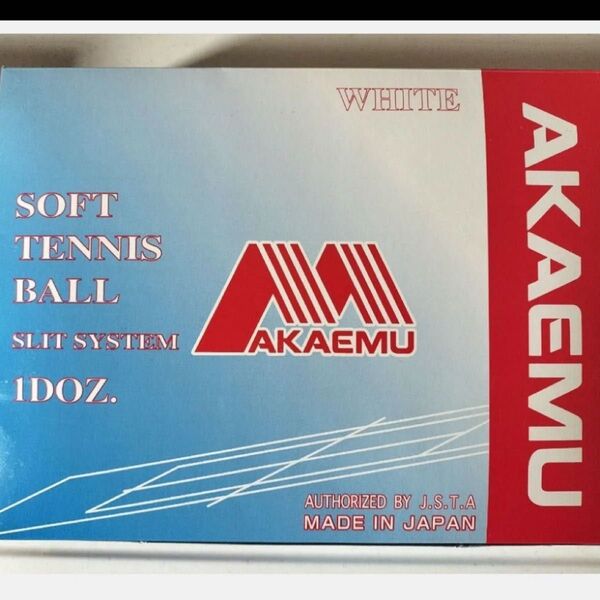 WHITE
SOFT
TENNIS
BALL
SLIT SYSTEM
1DOZ.
AKAEMU
AUTHORIZED BY J.S.T.A
MADE IN JAPAN
AKAEMU